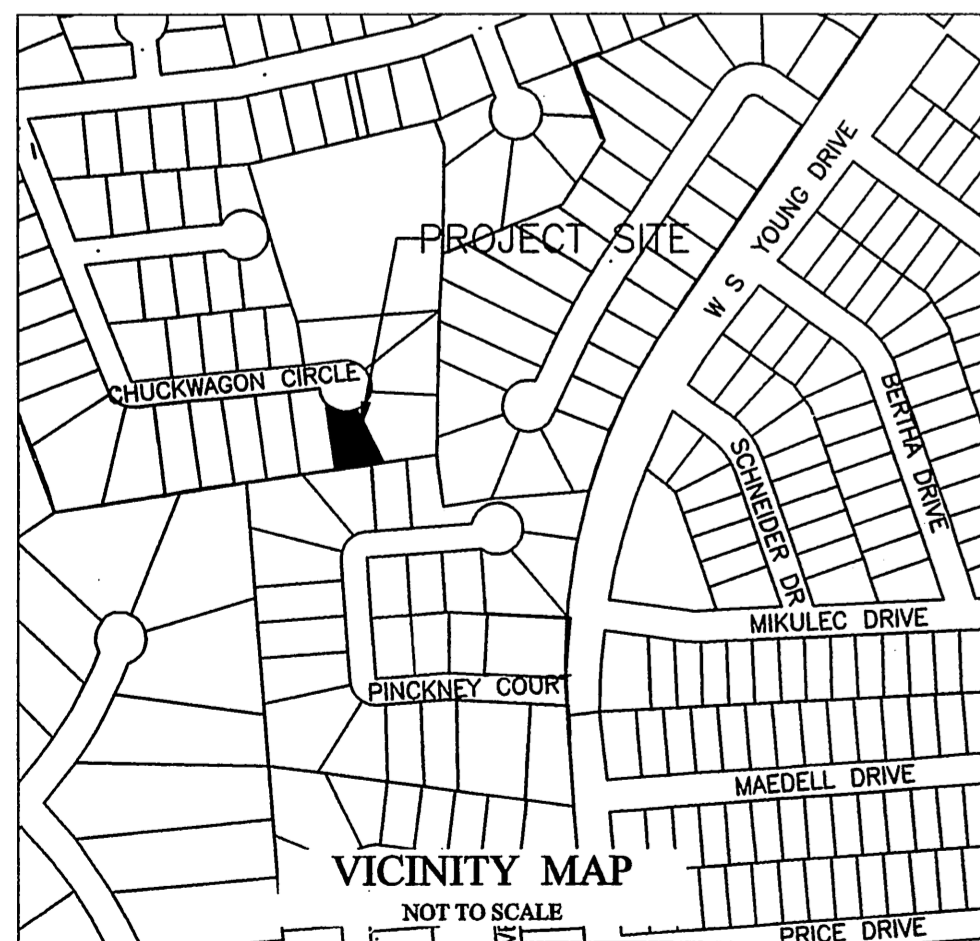 PROJECT SITE
W S YOUNG DRIVE
CHUCKWAGON CIRCLE
BERTHA DRIVE
SCHNEIDER DR
MIKULEC DRIVE
PINCKNEY COURT
MAEDELL DRIVE
VICINITY MAP
NOT TO SCALE
PRICE DRIVE